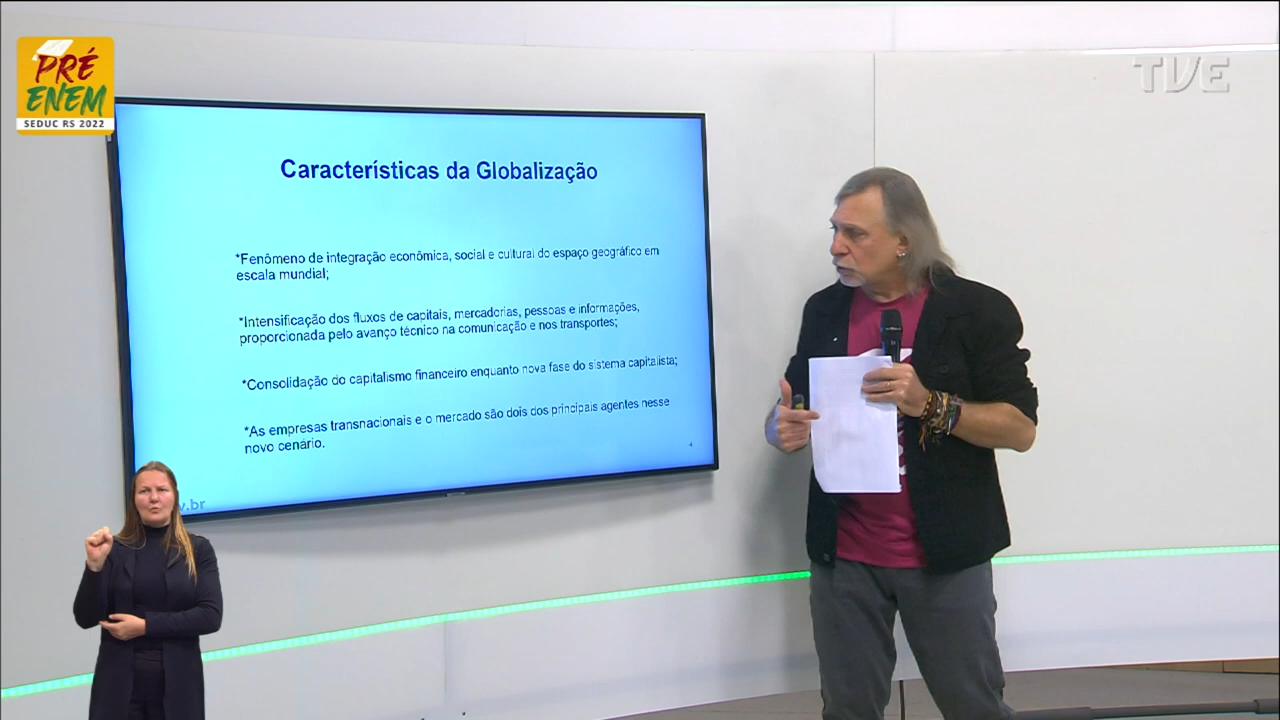 PRÉ
ENEM
SEDUC RS 2022
TVE
Características da Globalização
*Fenômeno de integração econômica, social e cultural do espaço geográfico em
escala mundial;
*Intensificação dos fluxos de capitais, mercadorias, pessoas e informações,
proporcionada pelo avanço técnico na comunicação e nos transportes;
*Consolidação do capitalismo financeiro enquanto nova fase do sistema capitalista;
*As empresas transnacionais e o mercado são dois dos principais agentes nesse
novo cenário.
4
v.br